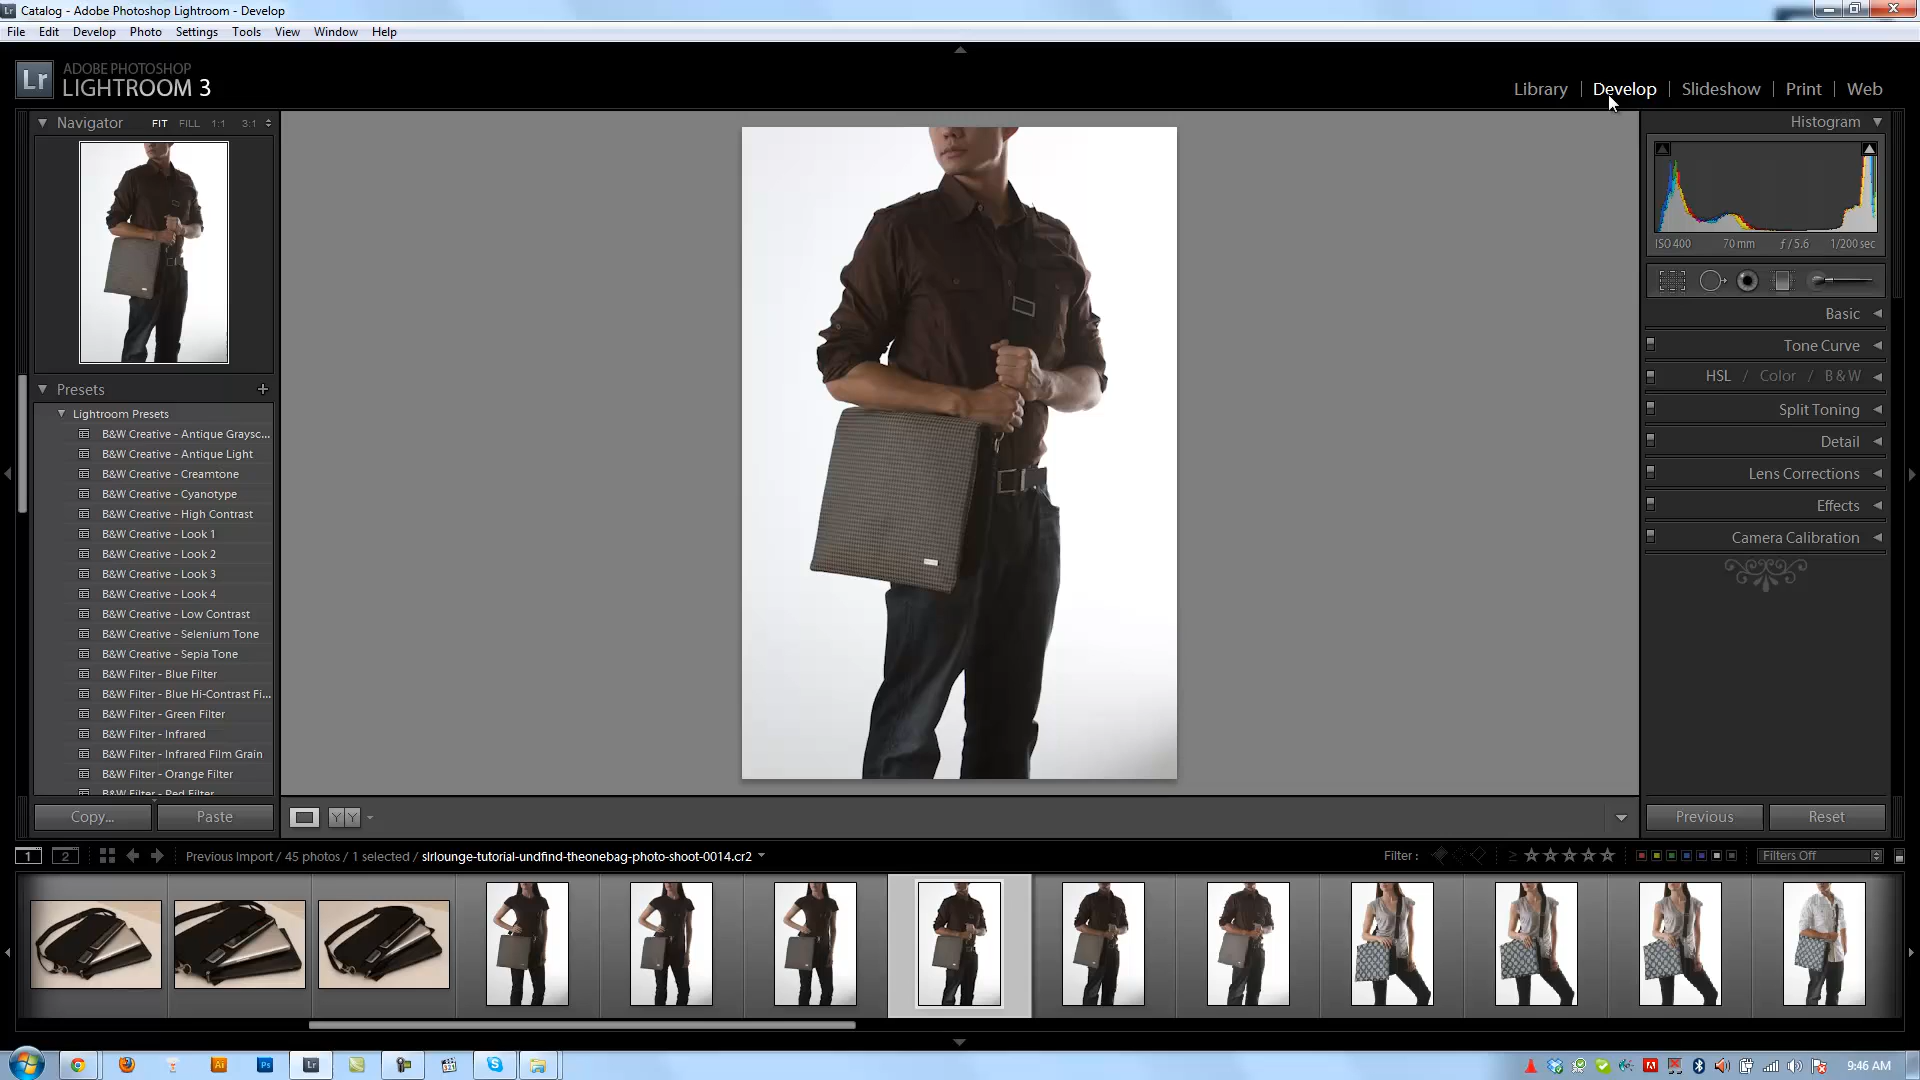 Catalog - Adobe Photoshop Lightroom - Develop
File Edit Develop Photo Settings Tools View Window Help
Lr
ADOBE PHOTOSHOP
LIGHTROOM 3
Library | Develop | Slideshow | Print | Web
Navigator FIT FILL 1:1 3:1
Histogram
ISO 400 70 mm ƒ / 5.6 1/200 sec
Basic
Tone Curve
HSL / Color / B & W
Split Toning
Detail
Lens Corrections
Effects
Camera Calibration
Presets +
Lightroom Presets
B&W Creative - Antique Graysc...
B&W Creative - Antique Light
B&W Creative - Creamtone
B&W Creative - Cyanotype
B&W Creative - High Contrast
B&W Creative - Look 1
B&W Creative - Look 2
B&W Creative - Look 3
B&W Creative - Look 4
B&W Creative - Low Contrast
B&W Creative - Selenium Tone
B&W Creative - Sepia Tone
B&W Filter - Blue Filter
B&W Filter - Blue Hi-Contrast Fi...
B&W Filter - Green Filter
B&W Filter - Infrared
B&W Filter - Infrared Film Grain
B&W Filter - Orange Filter
B&W Filter - Red Filter
Copy... Paste
YY
Previous Reset
1 2 Previous Import / 45 photos / 1 selected / slrlounge-tutorial-undfind-theonebag-photo-shoot-0014.cr2
Filter : ≥ Filters Off
Ai Ps Lr
9:46 AM